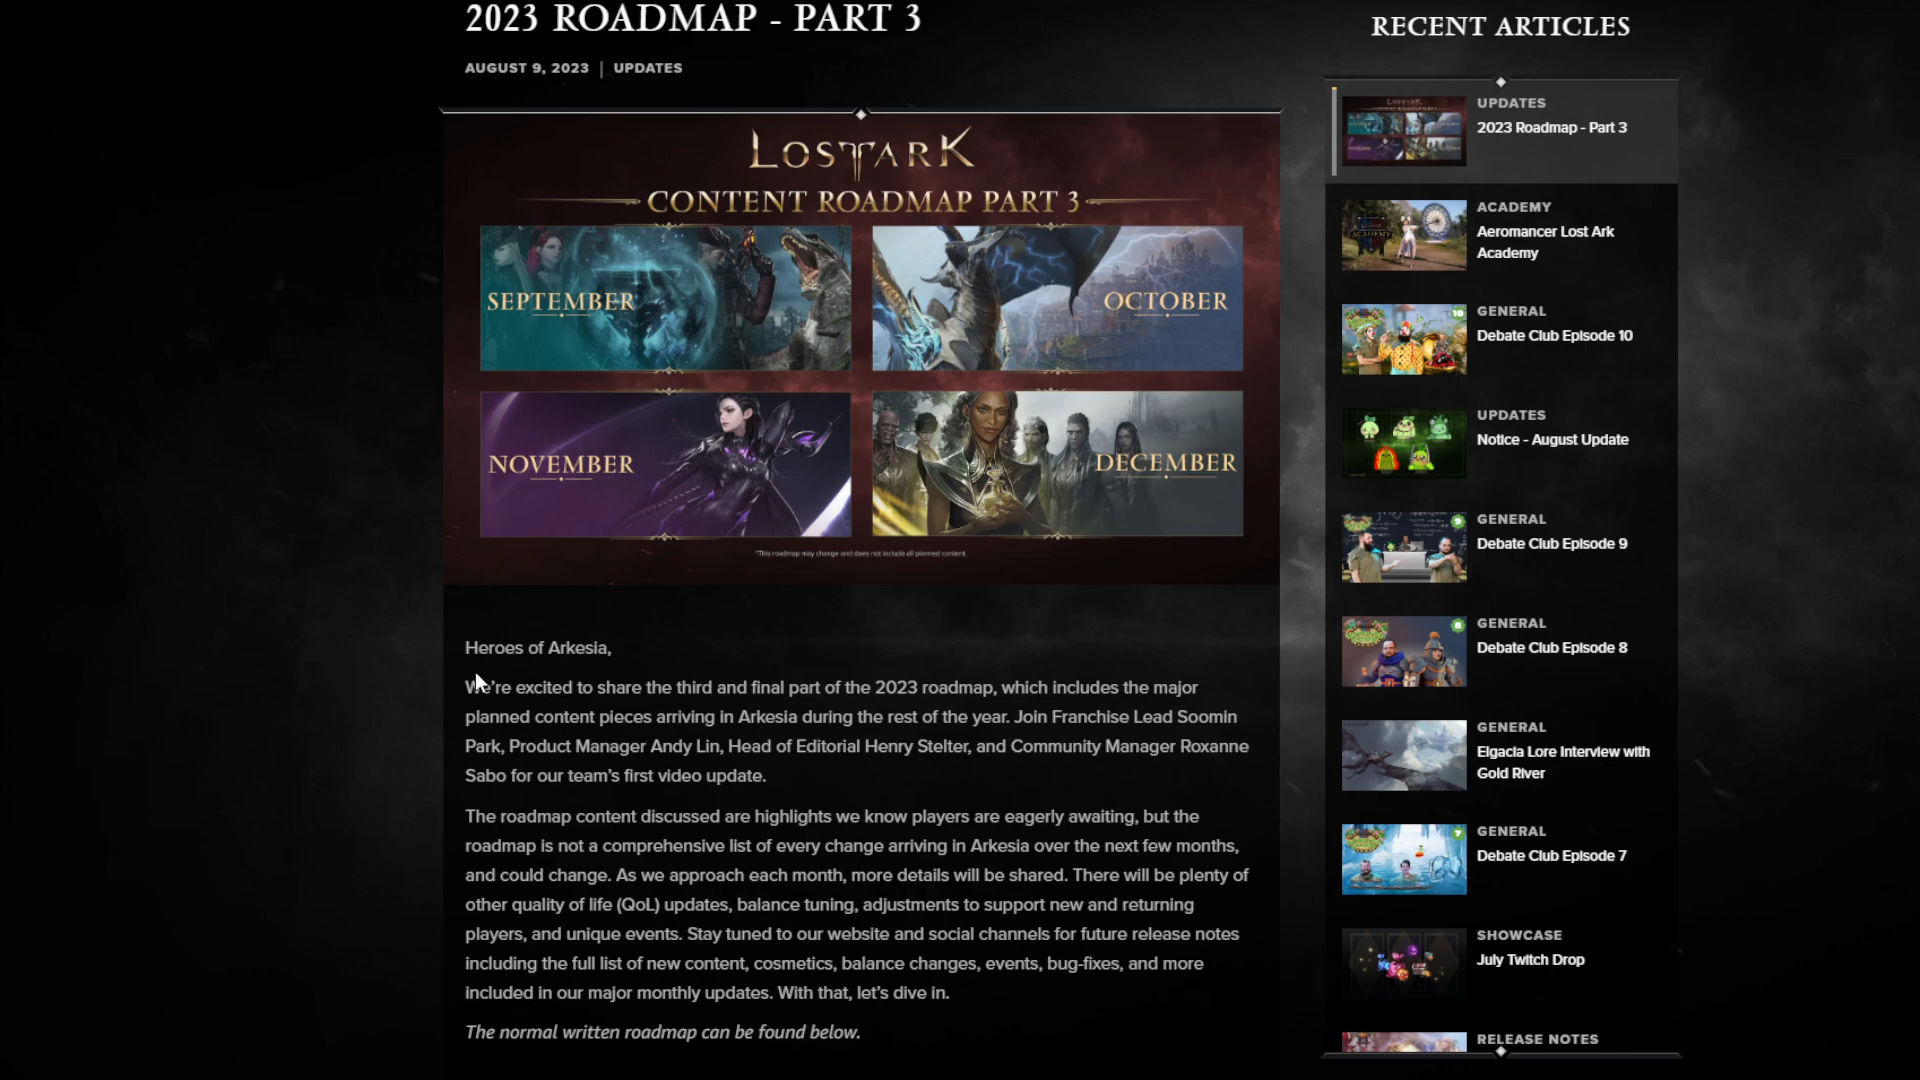 2023 ROADMAP - PART 3
AUGUST 9, 2023 | UPDATES
LOST ARK
CONTENT ROADMAP PART 3
SEPTEMBER
OCTOBER
NOVEMBER
DECEMBER
*This roadmap may change and does not include all planned content.
Heroes of Arkesia,
We’re excited to share the third and final part of the 2023 roadmap, which includes the major
planned content pieces arriving in Arkesia during the rest of the year. Join Franchise Lead Soomin
Park, Product Manager Andy Lin, Head of Editorial Henry Stelter, and Community Manager Roxanne
Sabo for our team’s first video update.
The roadmap content discussed are highlights we know players are eagerly awaiting, but the
roadmap is not a comprehensive list of every change arriving in Arkesia over the next few months,
and could change. As we approach each month, more details will be shared. There will be plenty of
other quality of life (QoL) updates, balance tuning, adjustments to support new and returning
players, and unique events. Stay tuned to our website and social channels for future release notes
including the full list of new content, cosmetics, balance changes, events, bug-fixes, and more
included in our major monthly updates. With that, let’s dive in.
The normal written roadmap can be found below.
RECENT ARTICLES
UPDATES
2023 Roadmap - Part 3
ACADEMY
Aeromancer Lost Ark
Academy
GENERAL
Debate Club Episode 10
UPDATES
Notice - August Update
GENERAL
Debate Club Episode 9
GENERAL
Debate Club Episode 8
GENERAL
Elgacia Lore Interview with
Gold River
GENERAL
Debate Club Episode 7
SHOWCASE
July Twitch Drop
RELEASE NOTES